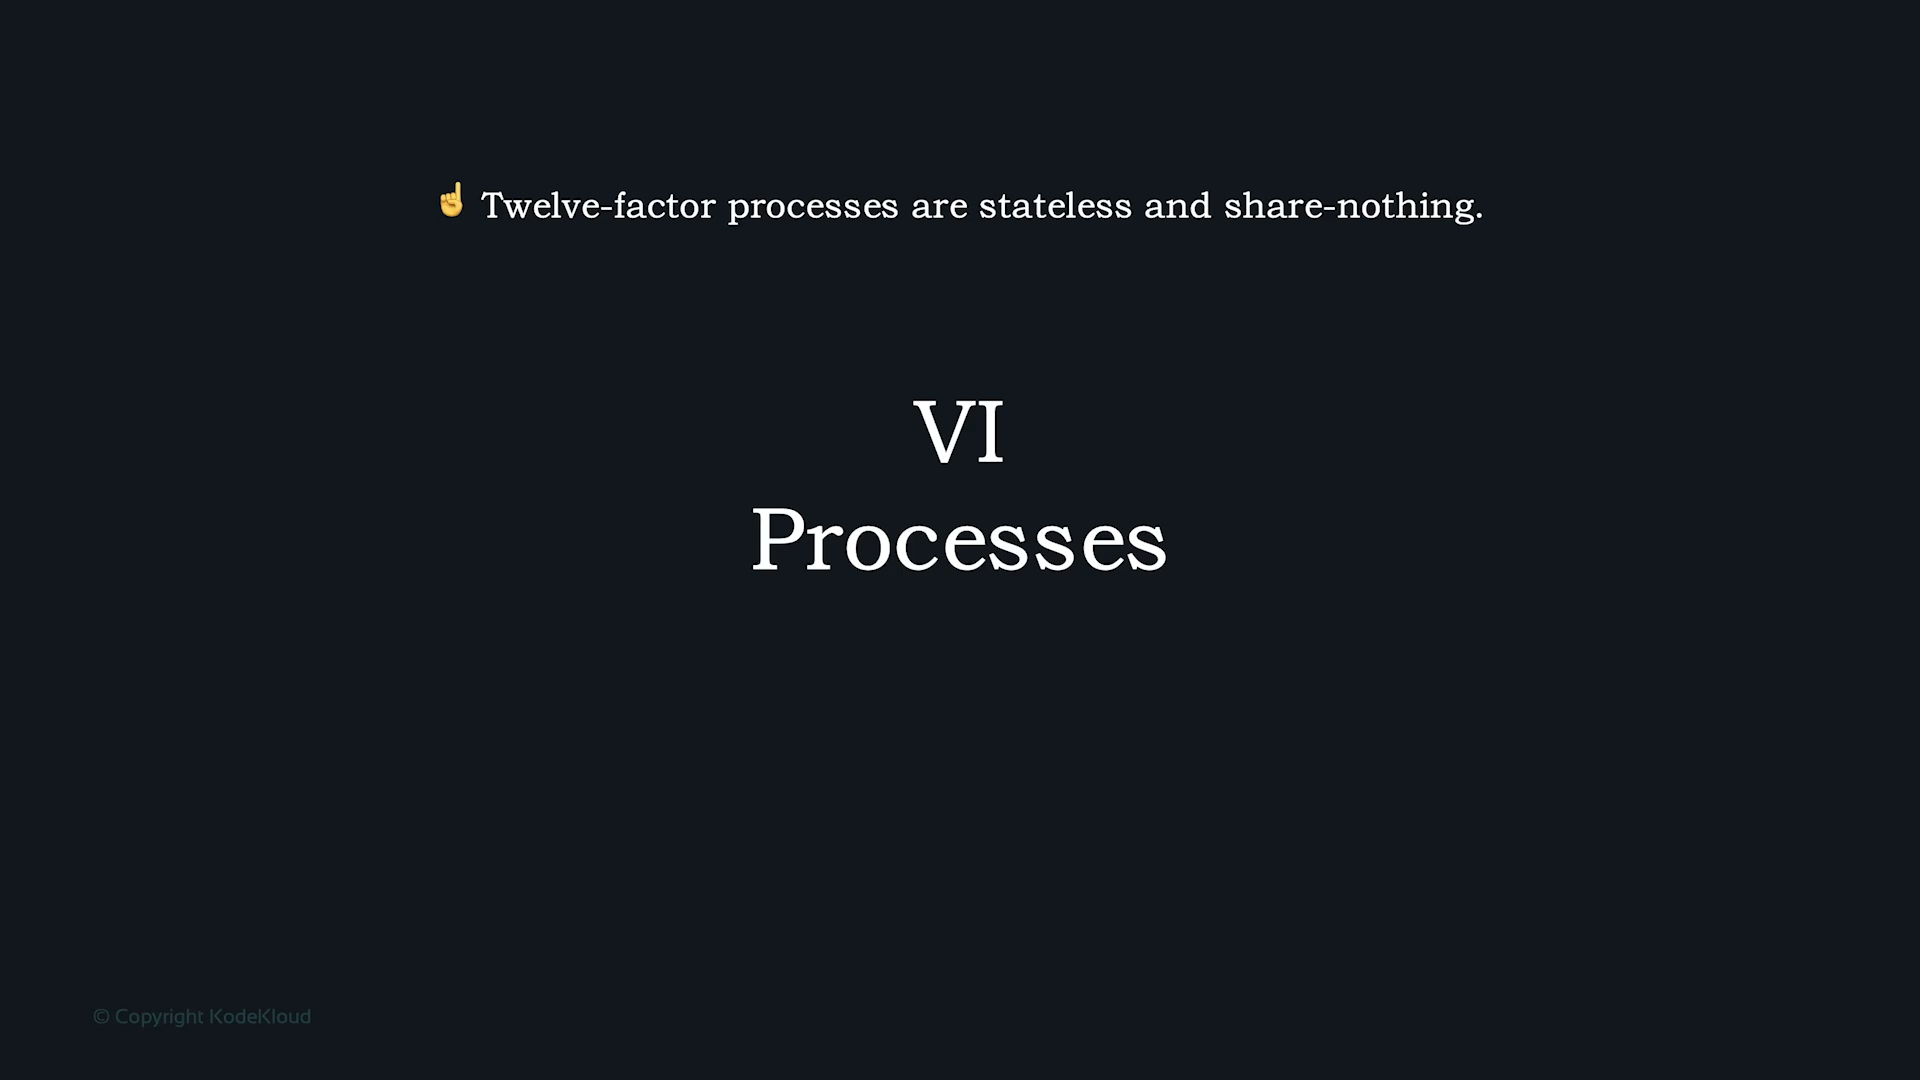 ☝️ Twelve-factor processes are stateless and share-nothing.
VI
Processes
© Copyright KodeKloud